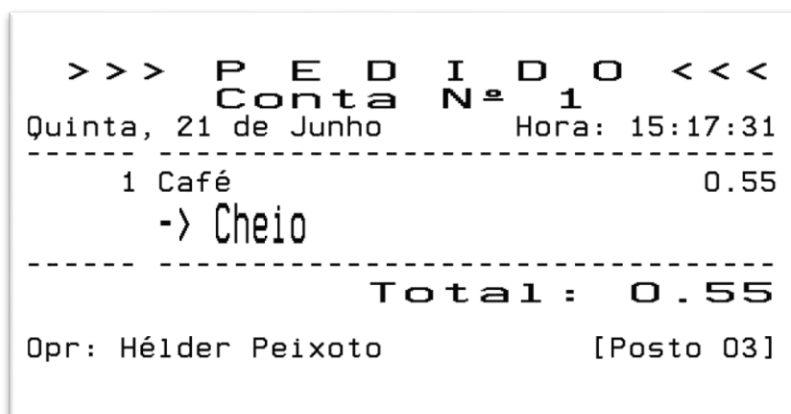 >>> PEDIDO <<<
Conta Nº 1
Quinta, 21 de Junho Hora: 15:17:31
------ ---------------------------------
1 Café 0.55
-> Cheio
------ ---------------------------------
Total: 0.55
Opr: Hélder Peixoto [Posto 03]